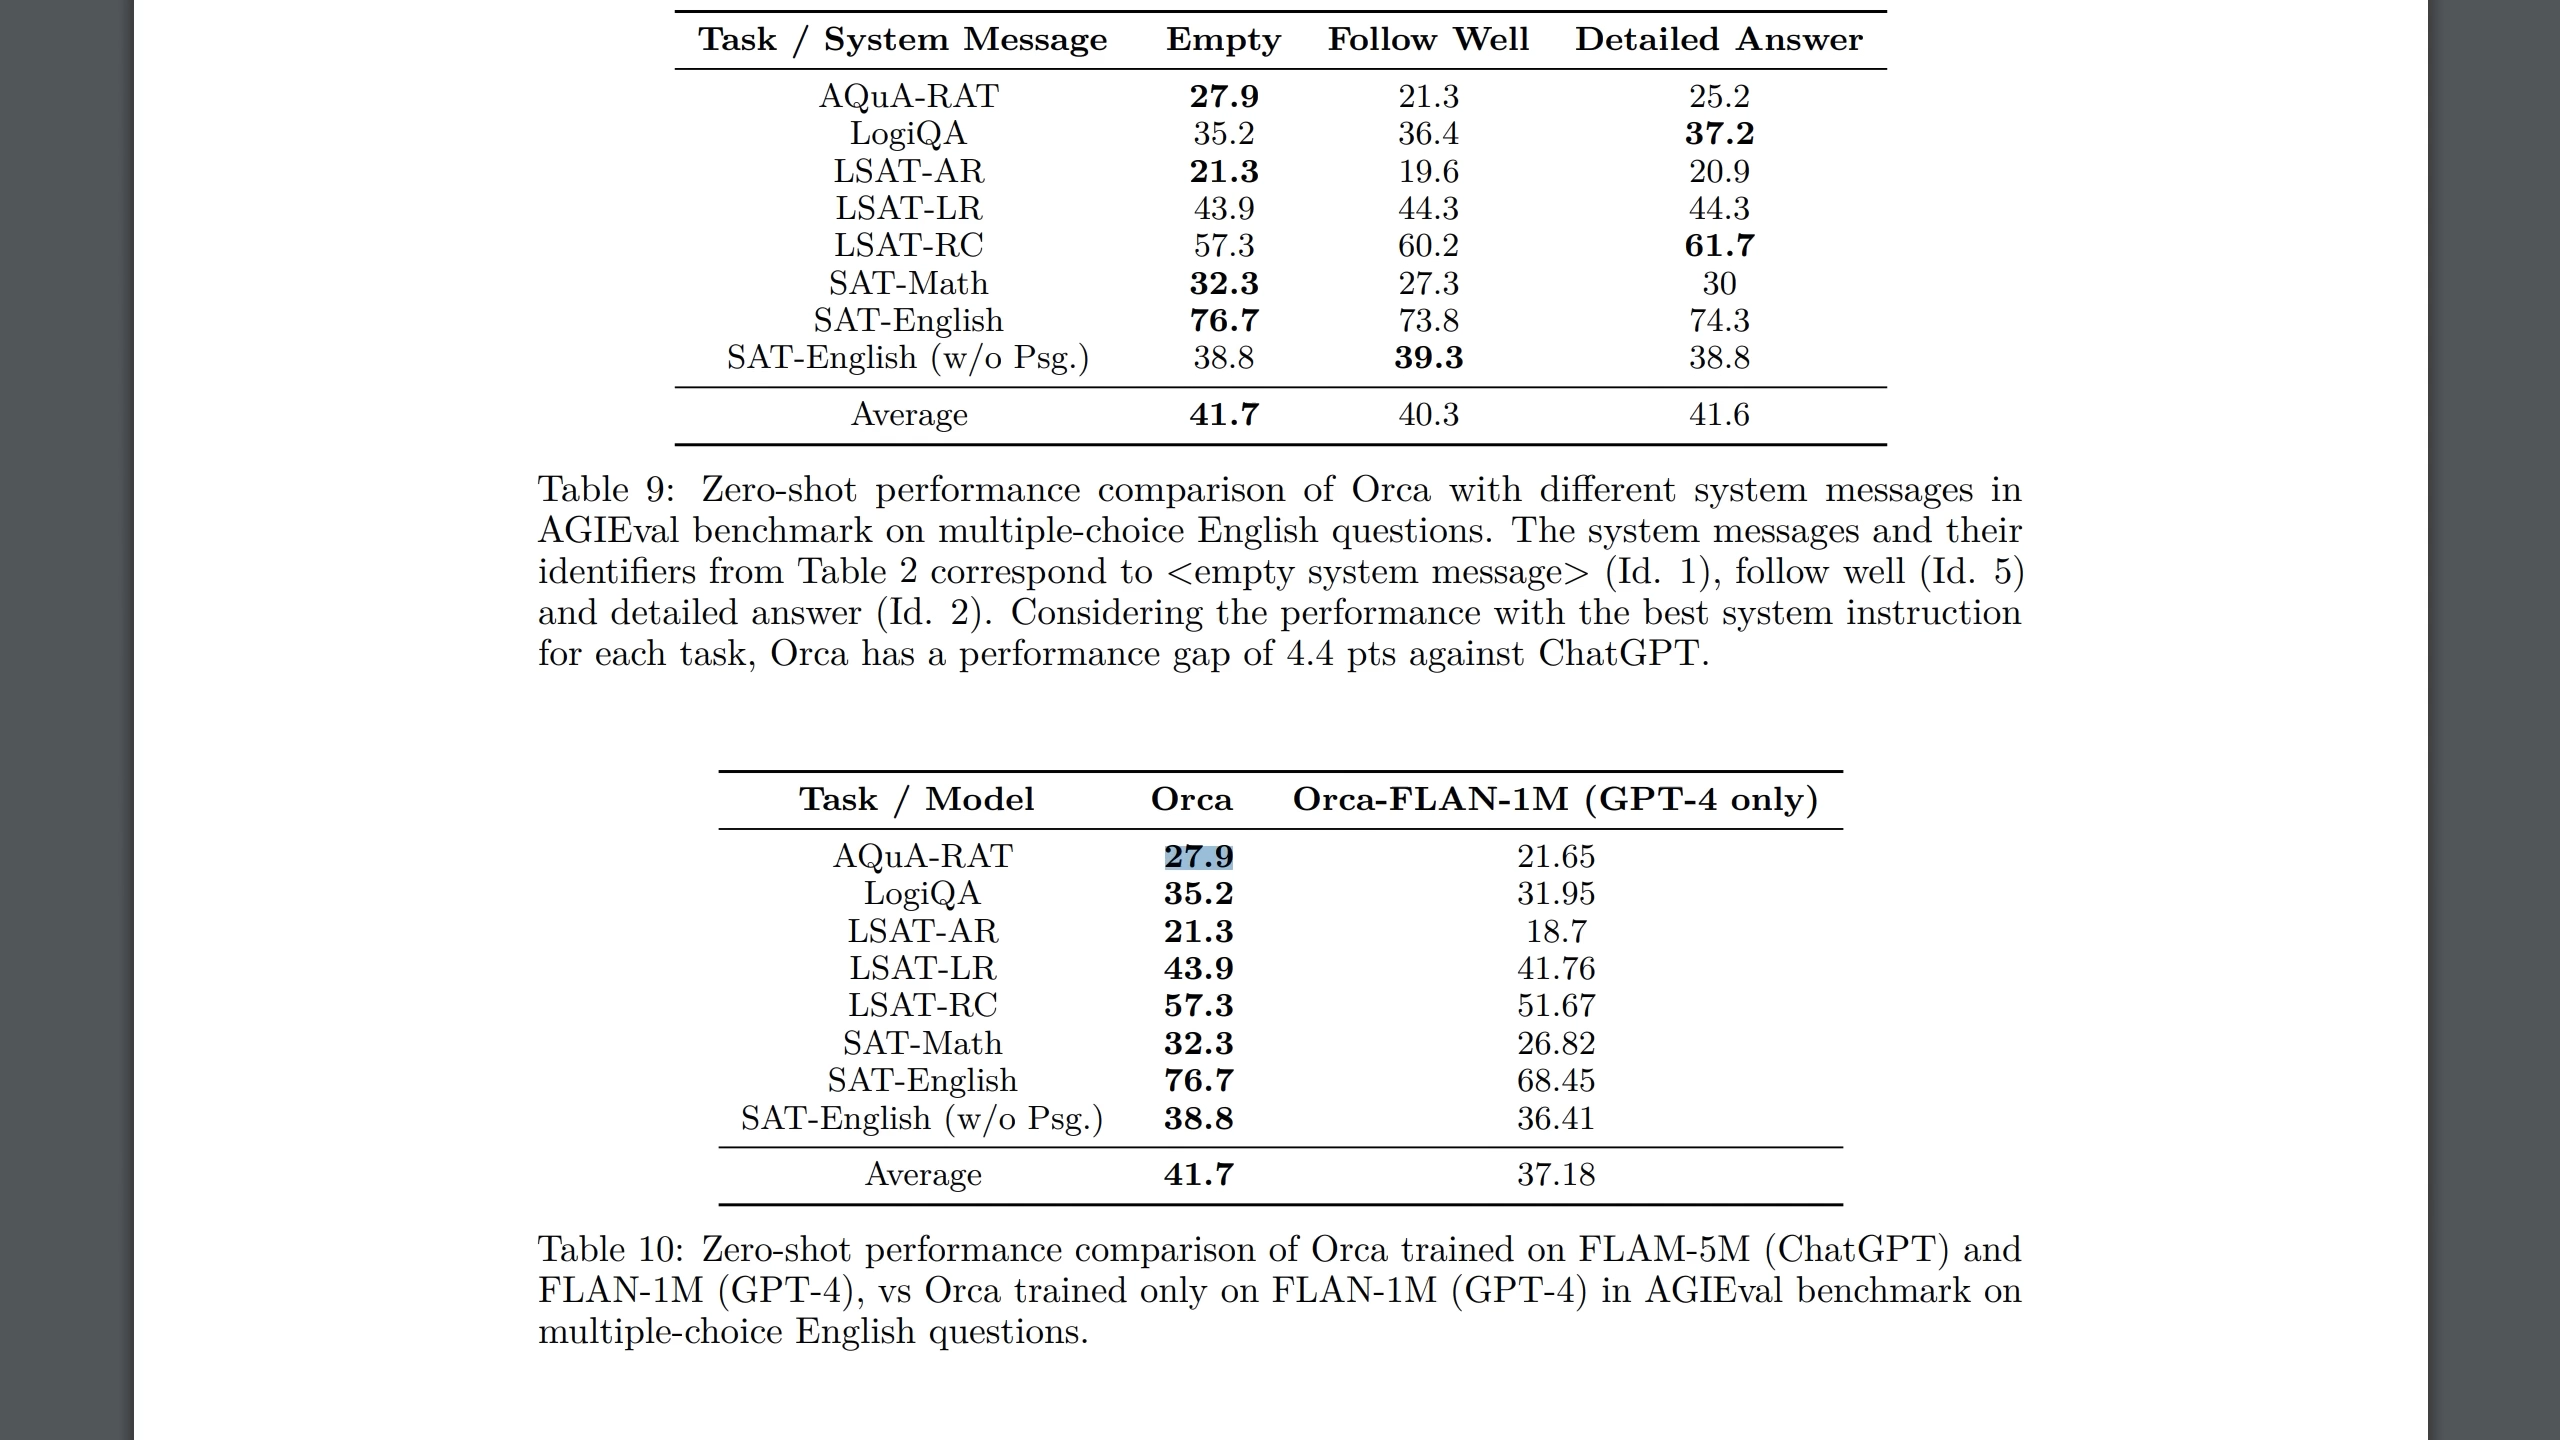 Task / System Message Empty Follow Well Detailed Answer
AQuA-RAT 27.9 21.3 25.2
LogiQA 35.2 36.4 37.2
LSAT-AR 21.3 19.6 20.9
LSAT-LR 43.9 44.3 44.3
LSAT-RC 57.3 60.2 61.7
SAT-Math 32.3 27.3 30
SAT-English 76.7 73.8 74.3
SAT-English (w/o Psg.) 38.8 39.3 38.8
Average 41.7 40.3 41.6
Table 9: Zero-shot performance comparison of Orca with different system messages in
AGIEval benchmark on multiple-choice English questions. The system messages and their
identifiers from Table 2 correspond to <empty system message> (Id. 1), follow well (Id. 5)
and detailed answer (Id. 2). Considering the performance with the best system instruction
for each task, Orca has a performance gap of 4.4 pts against ChatGPT.
Task / Model Orca Orca-FLAN-1M (GPT-4 only)
AQuA-RAT 27.9 21.65
LogiQA 35.2 31.95
LSAT-AR 21.3 18.7
LSAT-LR 43.9 41.76
LSAT-RC 57.3 51.67
SAT-Math 32.3 26.82
SAT-English 76.7 68.45
SAT-English (w/o Psg.) 38.8 36.41
Average 41.7 37.18
Table 10: Zero-shot performance comparison of Orca trained on FLAM-5M (ChatGPT) and
FLAN-1M (GPT-4), vs Orca trained only on FLAN-1M (GPT-4) in AGIEval benchmark on
multiple-choice English questions.